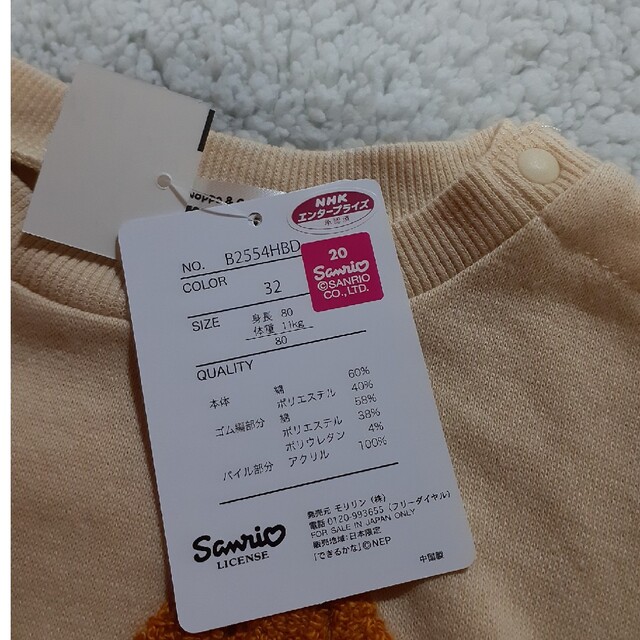 NHK
エンタープライズ
20
Sanrio
©SANRIO
CO., LTD.
NO. B2554HBD
COLOR 32
SIZE 身長 80
体重 11kg
80
QUALITY
本体 綿 60%
ポリエステル 40%
ゴム編部分 綿 58%
ポリエステル 38%
ポリウレタン 4%
パイル部分 アクリル 100%
Sanrio
LICENSE
発売元 モリリン(株)
電話 0120-993655 (フリーダイヤル)
FOR SALE IN JAPAN ONLY
販売地域:日本限定
「できるかな」©NEP
中国製